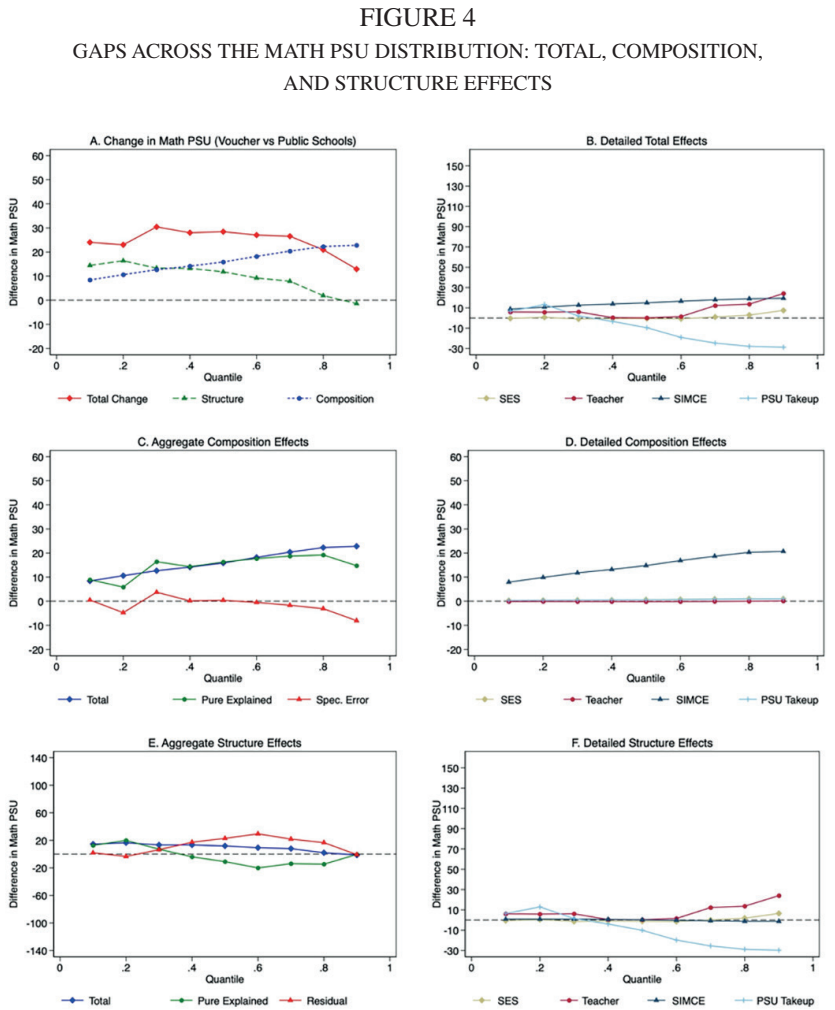 FIGURE 4
GAPS ACROSS THE MATH PSU DISTRIBUTION: TOTAL, COMPOSITION,
AND STRUCTURE EFFECTS
A. Change in Math PSU (Voucher vs Public Schools)
Difference in Math PSU
60
50
40
30
20
10
0
-10
-20
0 .2 .4 .6 .8 1
Quantile
Total Change Structure Composition
B. Detailed Total Effects
Difference in Math PSU
150
130
110
90
70
50
30
10
-10
-30
0 .2 .4 .6 .8 1
Quantile
SES Teacher SIMCE PSU Takeup
C. Aggregate Composition Effects
Difference in Math PSU
60
50
40
30
20
10
0
-10
-20
0 .2 .4 .6 .8 1
Quantile
Total Pure Explained Spec. Error
D. Detailed Composition Effects
Difference in Math PSU
60
50
40
30
20
10
0
-10
-20
0 .2 .4 .6 .8 1
Quantile
SES Teacher SIMCE PSU Takeup
E. Aggregate Structure Effects
Difference in Math PSU
140
100
60
20
-20
-60
-100
-140
0 .2 .4 .6 .8 1
Quantile
Total Pure Explained Residual
F. Detailed Structure Effects
Difference in Math PSU
150
130
110
90
70
50
30
10
-10
-30
0 .2 .4 .6 .8 1
Quantile
SES Teacher SIMCE PSU Takeup